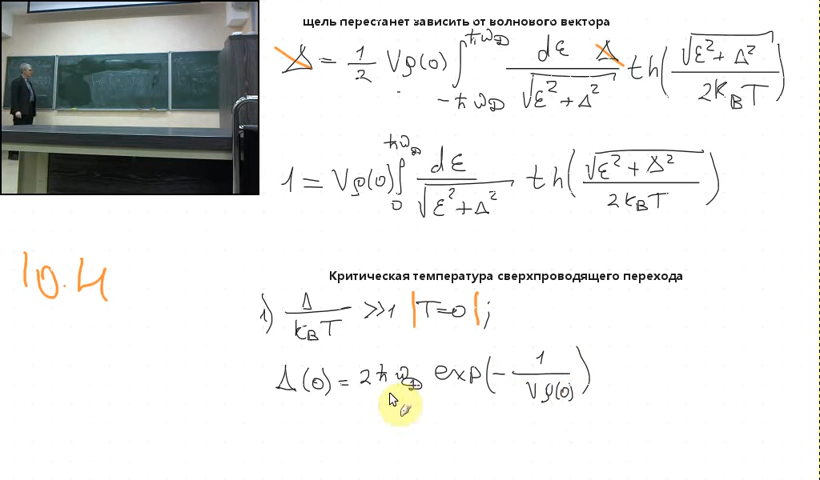 щель перестанет зависить от волнового вектора
Δ = 1/2 Vρ(0) ∫_{-ħω_D}^{ħω_D} dε Δ / √(ε² + Δ²) th( √(ε² + Δ²) / 2k_BT )
1 = Vρ(0) ∫_0^{ħω_D} dε / √(ε² + Δ²) th( √(ε² + Δ²) / 2k_BT )
10.4
Критическая температура сверхпроводящего перехода
1) Δ / k_BT >> 1 |T=0| ;
Δ(0) = 2ħω_D exp(- 1 / Vρ(0))